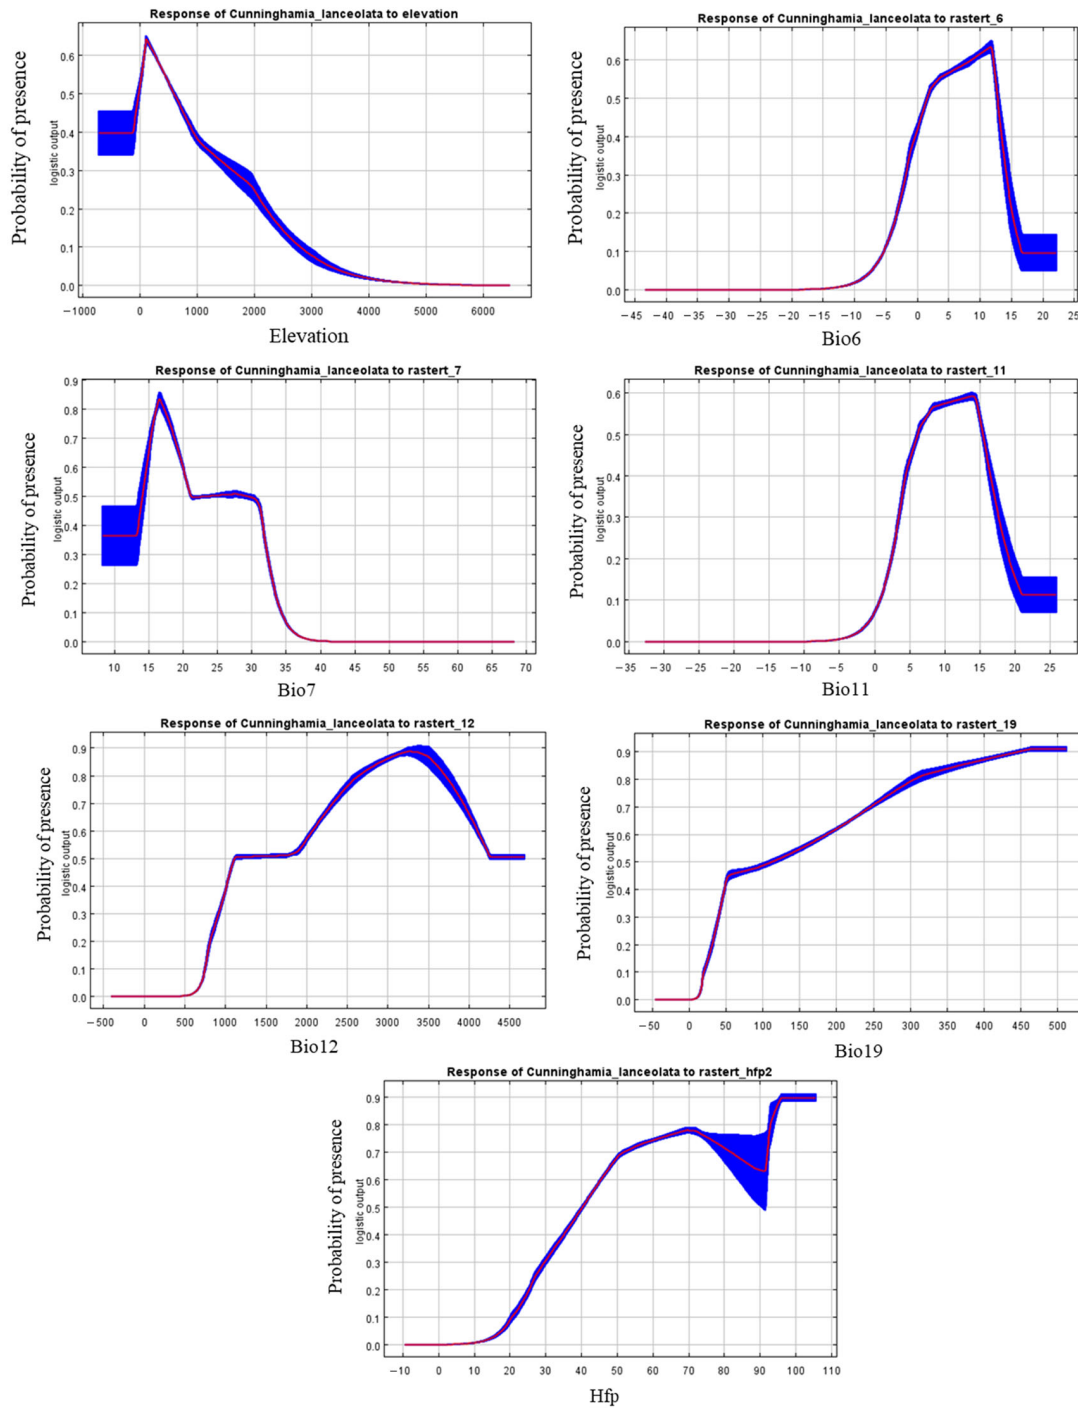 Response of Cunninghamia_lanceolata to elevation
Probability of presence
logistic output
0.6
0.5
0.4
0.3
0.2
0.1
0.0
−1000 0 1000 2000 3000 4000 5000 6000
Elevation
Response of Cunninghamia_lanceolata to rastert_6
Probability of presence
logistic output
0.6
0.5
0.4
0.3
0.2
0.1
0.0
−45 −40 −35 −30 −25 −20 −15 −10 −5 0 5 10 15 20 25
Bio6
Response of Cunninghamia_lanceolata to rastert_7
Probability of presence
logistic output
0.9
0.8
0.7
0.6
0.5
0.4
0.3
0.2
0.1
0.0
10 15 20 25 30 35 40 45 50 55 60 65 70
Bio7
Response of Cunninghamia_lanceolata to rastert_11
Probability of presence
logistic output
0.6
0.5
0.4
0.3
0.2
0.1
0.0
−35 −30 −25 −20 −15 −10 −5 0 5 10 15 20 25
Bio11
Response of Cunninghamia_lanceolata to rastert_12
Probability of presence
logistic output
0.9
0.8
0.7
0.6
0.5
0.4
0.3
0.2
0.1
0.0
−500 0 500 1000 1500 2000 2500 3000 3500 4000 4500
Bio12
Response of Cunninghamia_lanceolata to rastert_19
Probability of presence
logistic output
0.9
0.8
0.7
0.6
0.5
0.4
0.3
0.2
0.1
0.0
−50 0 50 100 150 200 250 300 350 400 450 500
Bio19
Response of Cunninghamia_lanceolata to rastert_hfp2
Probability of presence
logistic output
0.9
0.8
0.7
0.6
0.5
0.4
0.3
0.2
0.1
0.0
−10 0 10 20 30 40 50 60 70 80 90 100 110
Hfp